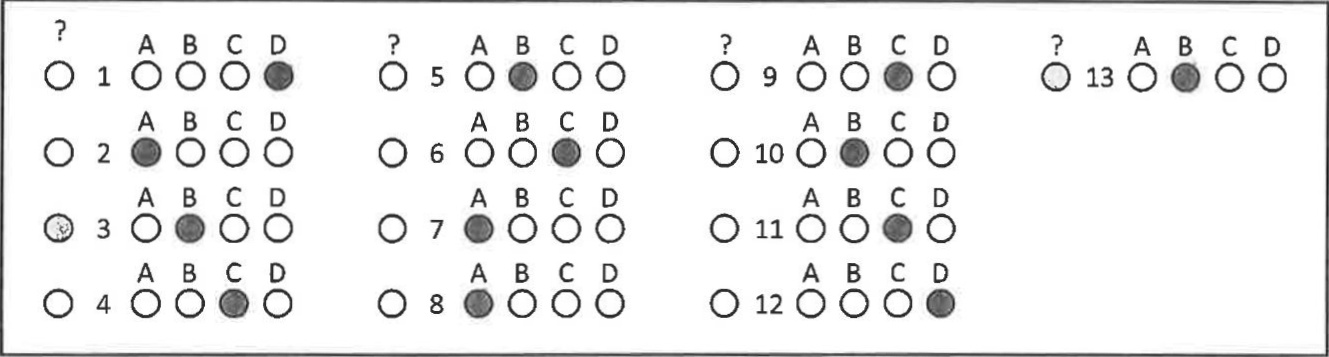 ? A B C D ? A B C D ? A B C D ? A B C D
1 5 9 13
A B C D A B C D A B C D
2 6 10
A B C D A B C D A B C D
3 7 11
A B C D A B C D A B C D
4 8 12